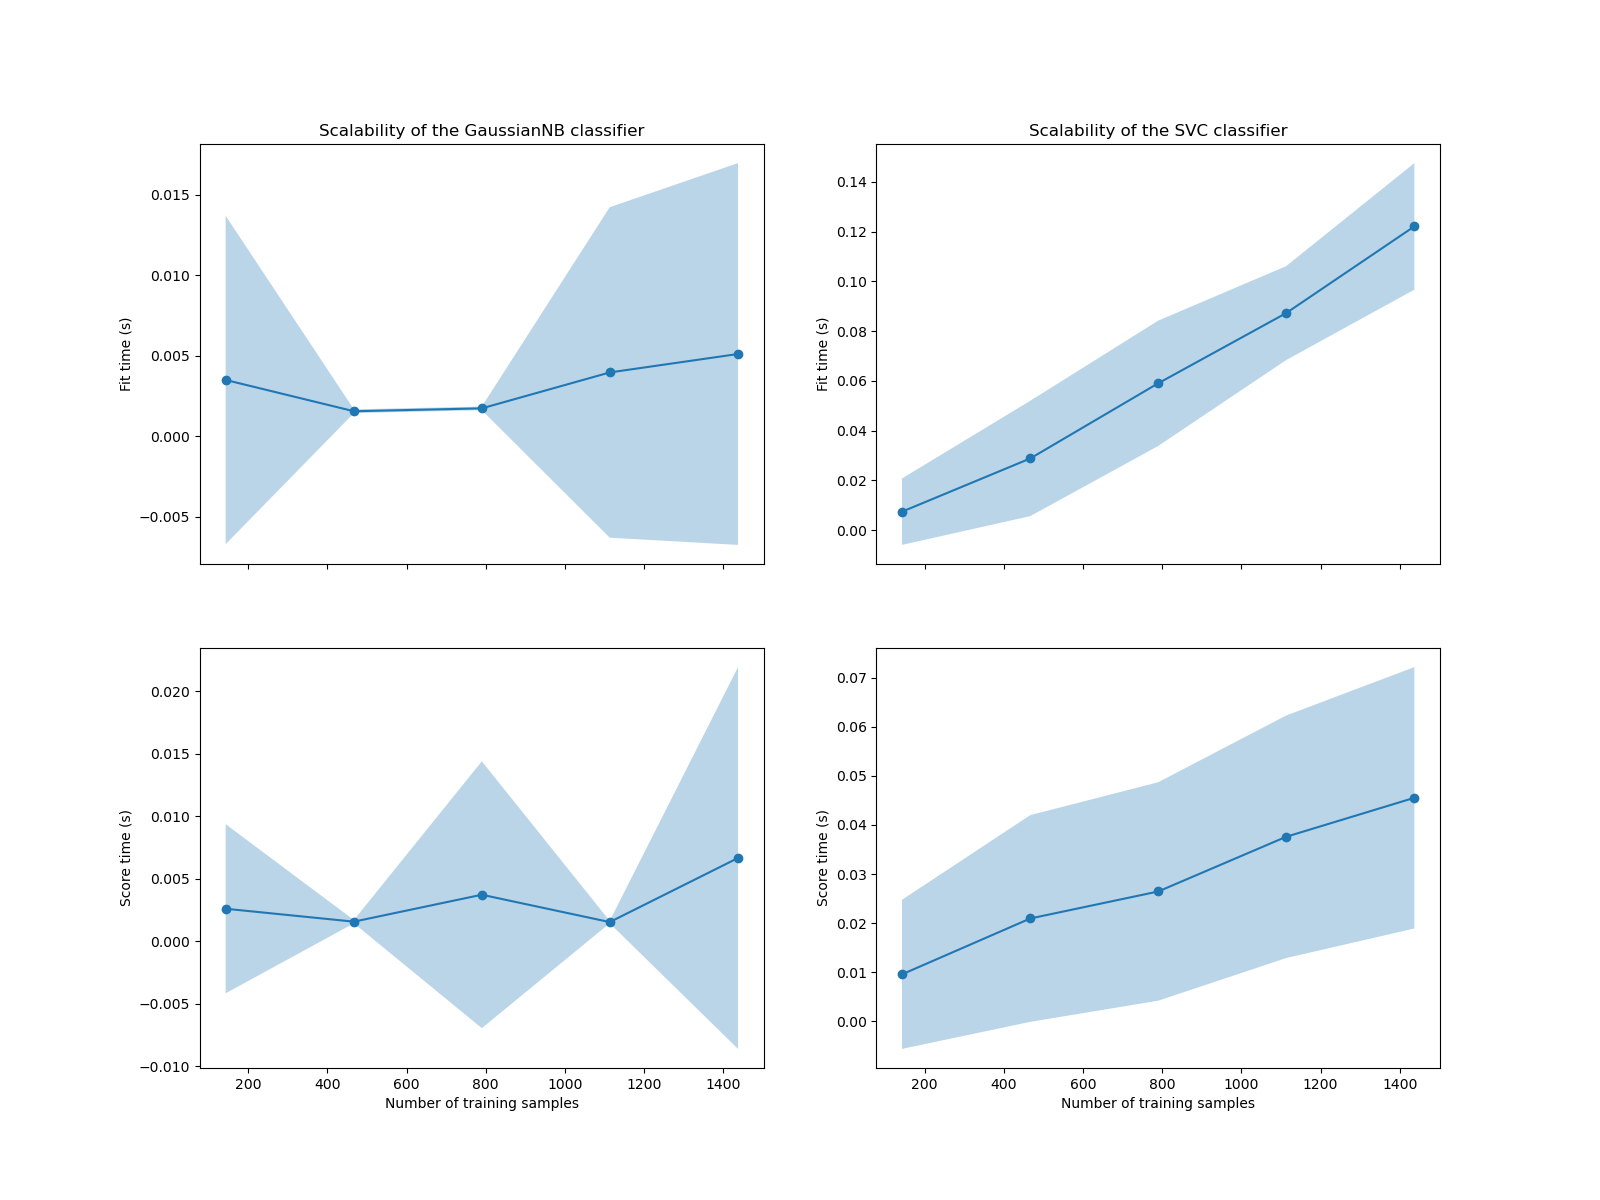 Scalability of the GaussianNB classifier
0.015
0.010
0.005
0.000
−0.005
Fit time (s)
Scalability of the SVC classifier
0.14
0.12
0.10
0.08
0.06
0.04
0.02
0.00
Fit time (s)
0.020
0.015
0.010
0.005
0.000
−0.005
−0.010
Score time (s)
200 400 600 800 1000 1200 1400
Number of training samples
0.07
0.06
0.05
0.04
0.03
0.02
0.01
0.00
Score time (s)
200 400 600 800 1000 1200 1400
Number of training samples